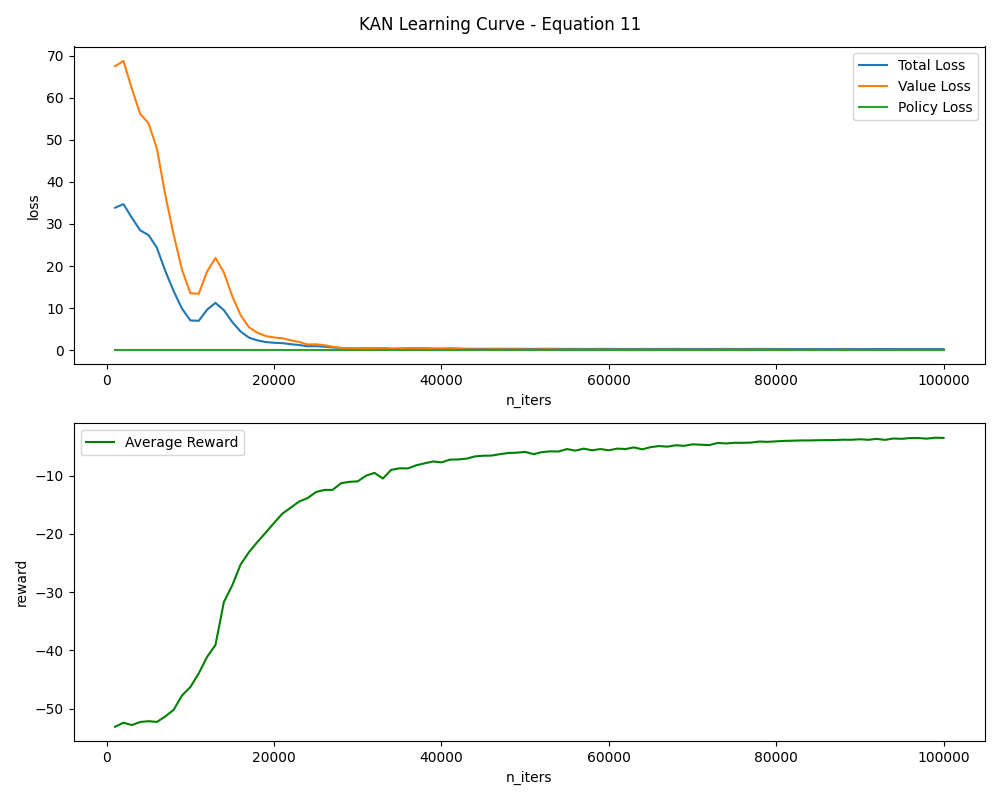 KAN Learning Curve - Equation 11
70
60
50
40
30
20
10
0
loss
Total Loss
Value Loss
Policy Loss
0
20000
40000
60000
80000
100000
n_iters
Average Reward
−10
−20
−30
−40
−50
reward
0
20000
40000
60000
80000
100000
n_iters